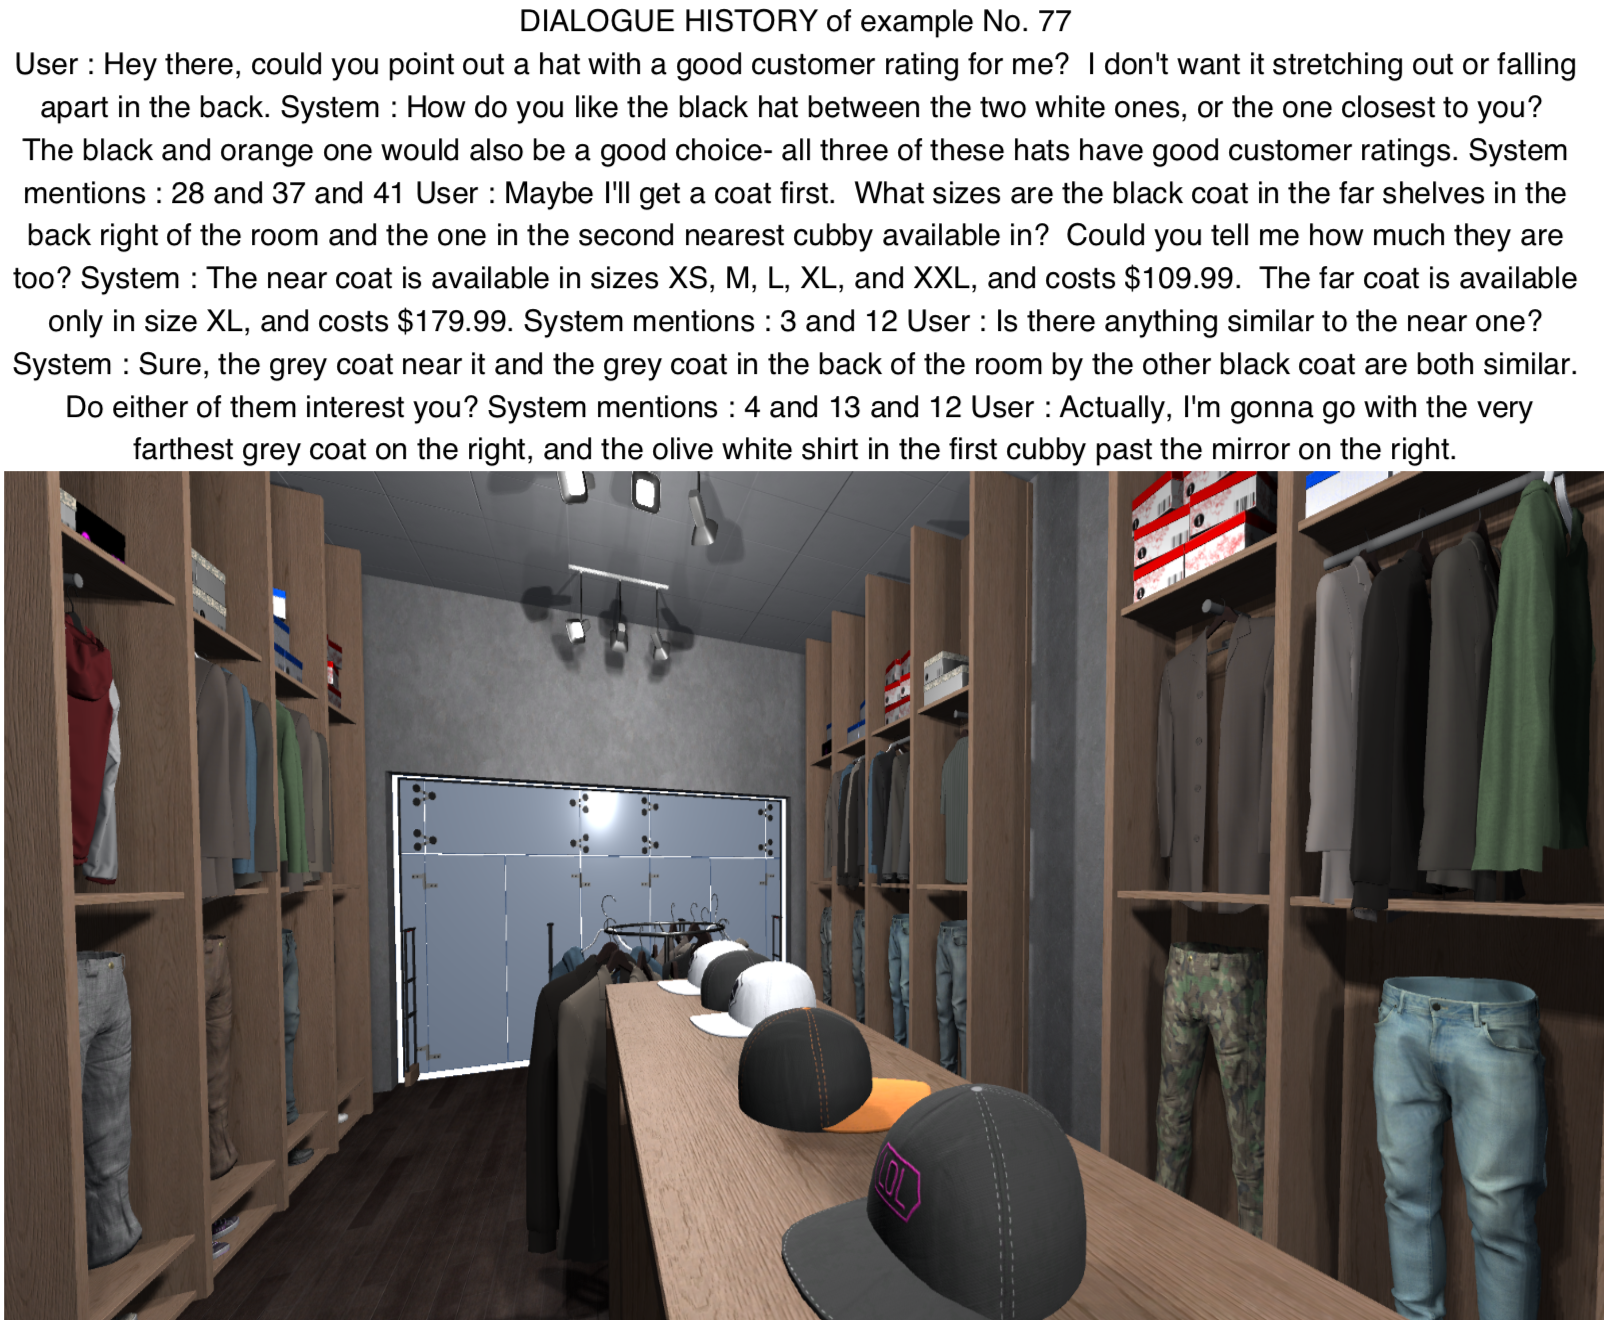 DIALOGUE HISTORY of example No. 77
User : Hey there, could you point out a hat with a good customer rating for me?  I don't want it stretching out or falling
apart in the back. System : How do you like the black hat between the two white ones, or the one closest to you?
The black and orange one would also be a good choice- all three of these hats have good customer ratings. System
mentions : 28 and 37 and 41 User : Maybe I'll get a coat first.  What sizes are the black coat in the far shelves in the
back right of the room and the one in the second nearest cubby available in?  Could you tell me how much they are
too? System : The near coat is available in sizes XS, M, L, XL, and XXL, and costs $109.99.  The far coat is available
only in size XL, and costs $179.99. System mentions : 3 and 12 User : Is there anything similar to the near one?
System : Sure, the grey coat near it and the grey coat in the back of the room by the other black coat are both similar.
Do either of them interest you? System mentions : 4 and 13 and 12 User : Actually, I'm gonna go with the very
farthest grey coat on the right, and the olive white shirt in the first cubby past the mirror on the right.
LOL